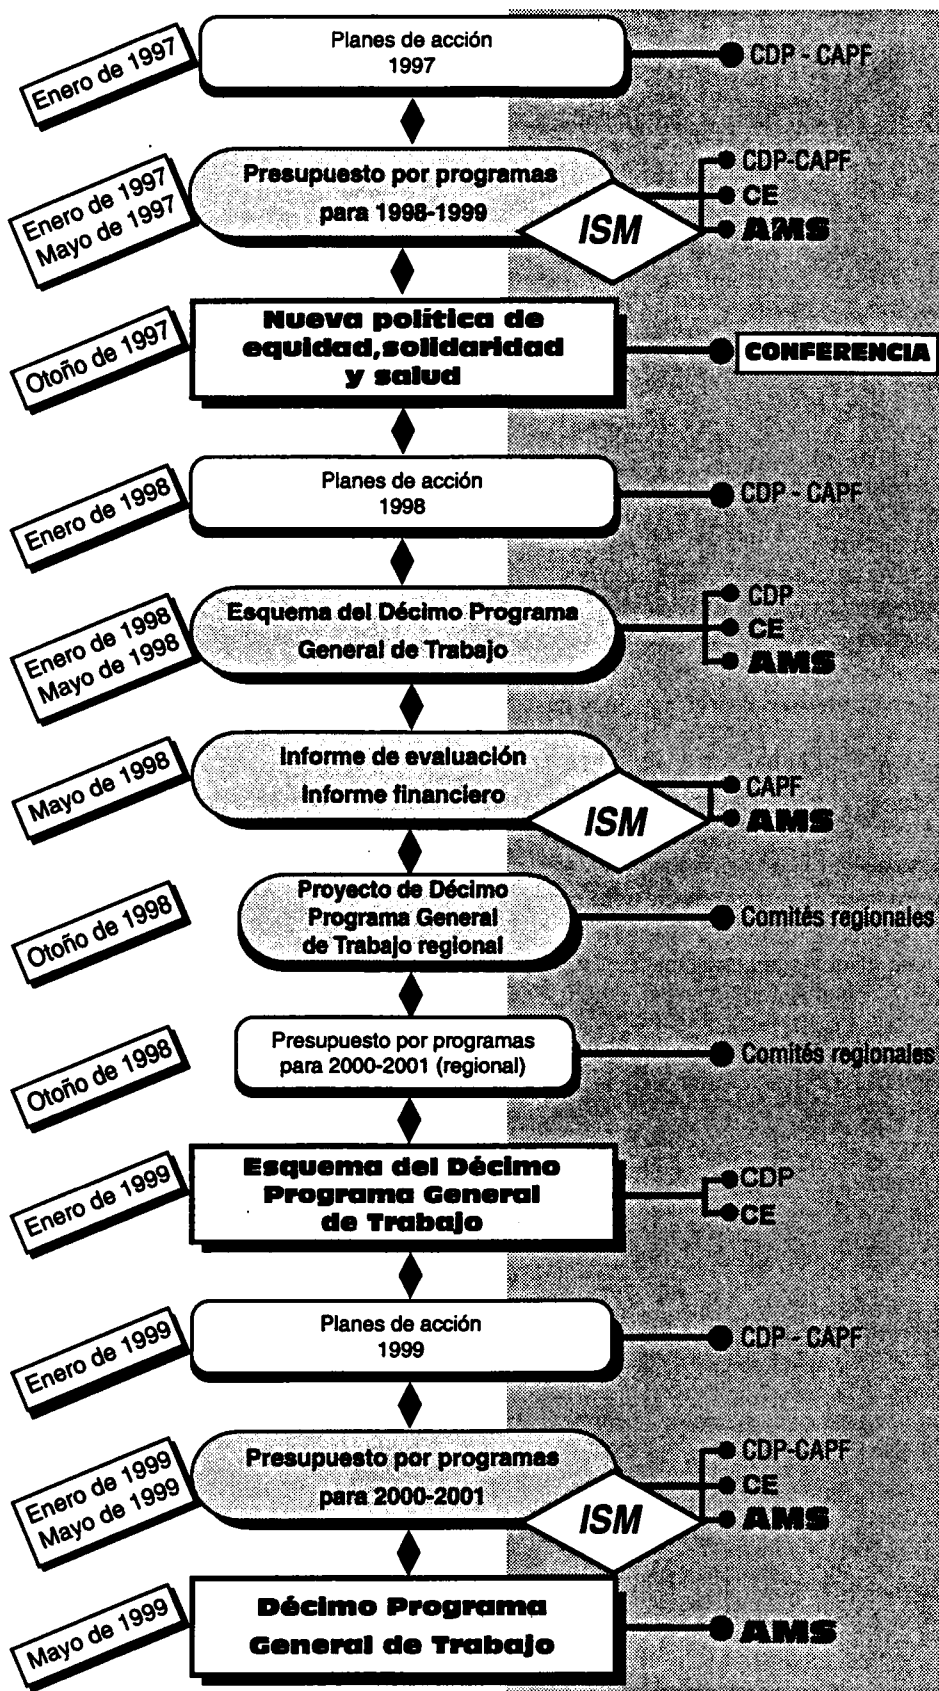 Enero de 1997
Planes de acción
1997
CDP - CAPF
Enero de 1997
Mayo de 1997
Presupuesto por programas
para 1998-1999
ISM
CDP-CAPF
CE
AMS
Otoño de 1997
Nueva política de
equidad,solidaridad
y salud
CONFERENCIA
Enero de 1998
Planes de acción
1998
CDP - CAPF
Enero de 1998
Mayo de 1998
Esquema del Décimo Programa
General de Trabajo
CDP
CE
AMS
Mayo de 1998
Informe de evaluación
Informe financiero
ISM
CAPF
AMS
Otoño de 1998
Proyecto de Décimo
Programa General
de Trabajo regional
Comités regionales
Otoño de 1998
Presupuesto por programas
para 2000-2001 (regional)
Comités regionales
Enero de 1999
Esquema del Décimo
Programa General
de Trabajo
CDP
CE
Enero de 1999
Planes de acción
1999
CDP - CAPF
Enero de 1999
Mayo de 1999
Presupuesto por programas
para 2000-2001
ISM
CDP-CAPF
CE
AMS
Mayo de 1999
Décimo Programa
General de Trabajo
AMS